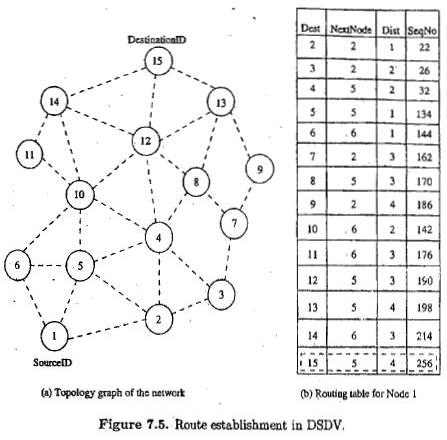 DestinationID
15
14
13
12
11
9
8
10
7
4
6
5
3
2
1
SourceID
(a) Topology graph of the network
Dest NextNode Dist SeqNo
2 2 1 22
3 2 2 26
4 5 2 32
5 5 1 134
6 6 1 144
7 2 3 162
8 5 3 170
9 2 4 186
10 6 2 142
11 6 3 176
12 5 3 190
13 5 4 198
14 6 3 214
15 5 4 256
(b) Routing table for Node 1
Figure 7.5. Route establishment in DSDV.